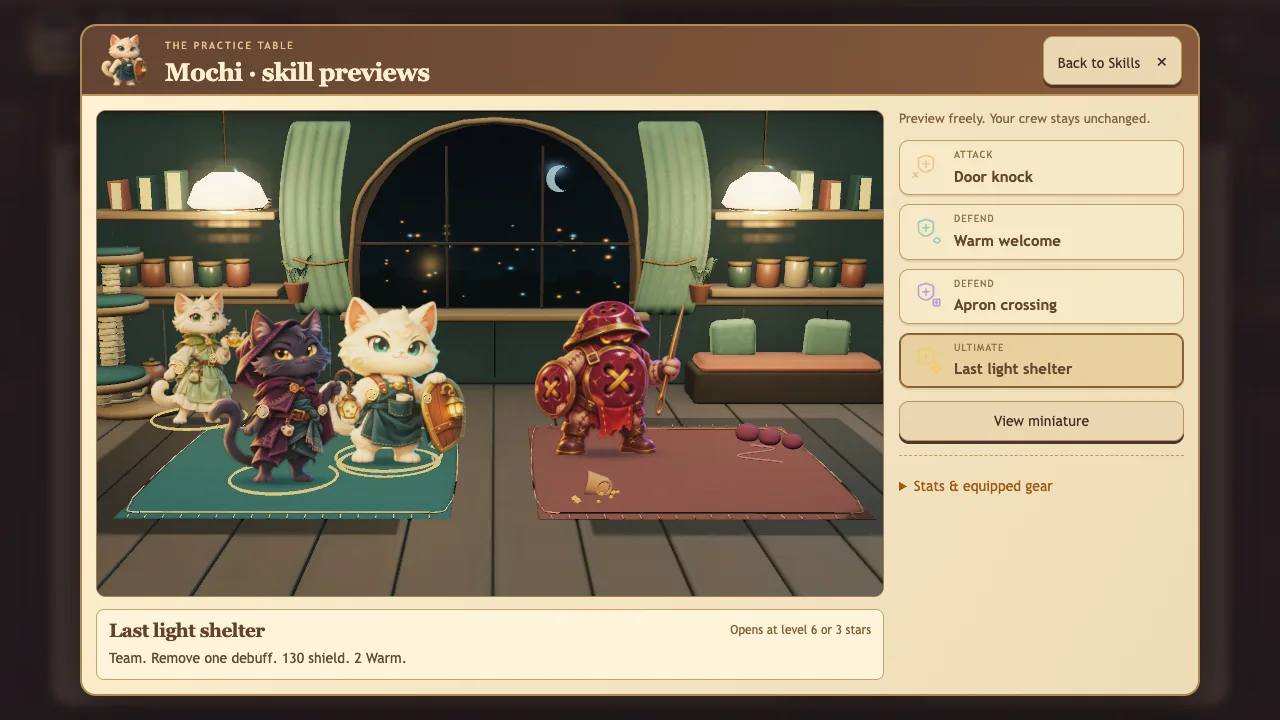 THE PRACTICE TABLE
Mochi · skill previews
Back to Skills ×
Preview freely. Your crew stays unchanged.
ATTACK
Door knock
DEFEND
Warm welcome
DEFEND
Apron crossing
ULTIMATE
Last light shelter
View miniature
Stats & equipped gear
Last light shelter
Opens at level 6 or 3 stars
Team. Remove one debuff. 130 shield. 2 Warm.